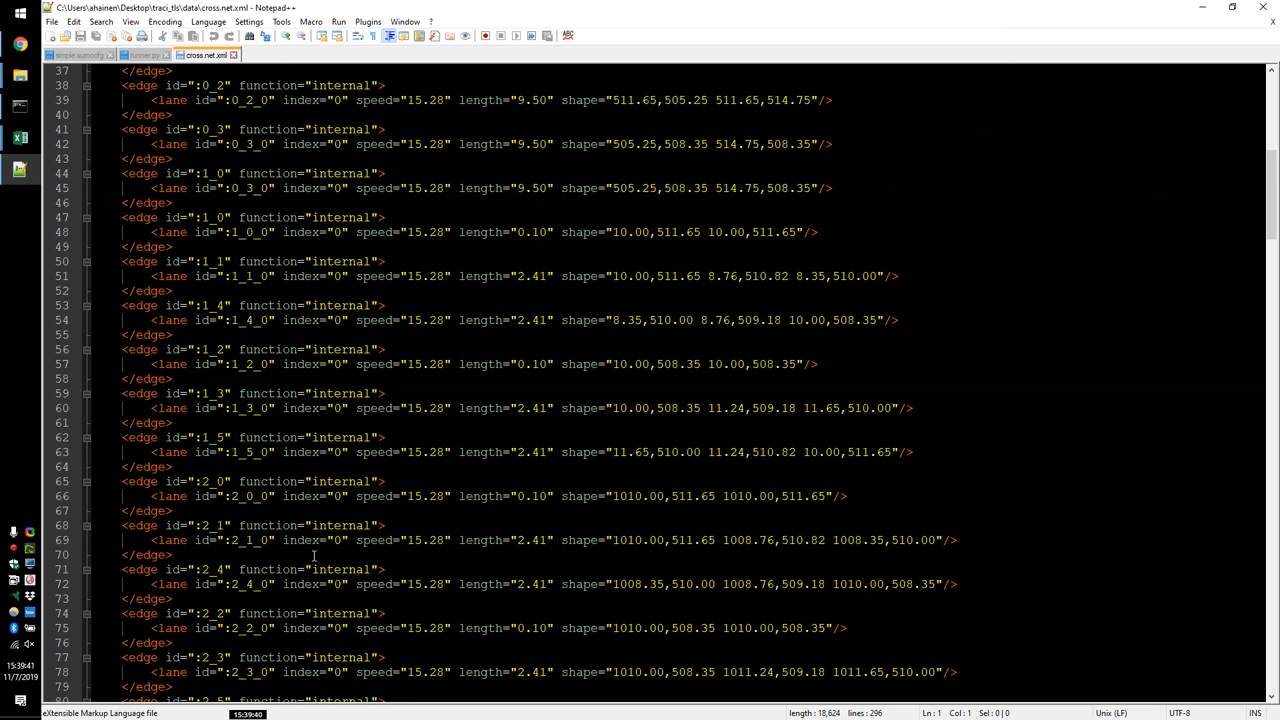 C:\Users\ahainen\Desktop\traci_tls\data\cross.net.xml - Notepad++
File Edit Search View Encoding Language Settings Tools Macro Run Plugins Window ?
simple.sumocfg runner.py cross.net.xml
37 </edge>
38 <edge id=":0_2" function="internal">
39 <lane id=":0_2_0" index="0" speed="15.28" length="9.50" shape="511.65,505.25 511.65,514.75"/>
40 </edge>
41 <edge id=":0_3" function="internal">
42 <lane id=":0_3_0" index="0" speed="15.28" length="9.50" shape="505.25,508.35 514.75,508.35"/>
43 </edge>
44 <edge id=":1_0" function="internal">
45 <lane id=":0_3_0" index="0" speed="15.28" length="9.50" shape="505.25,508.35 514.75,508.35"/>
46 </edge>
47 <edge id=":1_0" function="internal">
48 <lane id=":1_0_0" index="0" speed="15.28" length="0.10" shape="10.00,511.65 10.00,511.65"/>
49 </edge>
50 <edge id=":1_1" function="internal">
51 <lane id=":1_1_0" index="0" speed="15.28" length="2.41" shape="10.00,511.65 8.76,510.82 8.35,510.00"/>
52 </edge>
53 <edge id=":1_4" function="internal">
54 <lane id=":1_4_0" index="0" speed="15.28" length="2.41" shape="8.35,510.00 8.76,509.18 10.00,508.35"/>
55 </edge>
56 <edge id=":1_2" function="internal">
57 <lane id=":1_2_0" index="0" speed="15.28" length="0.10" shape="10.00,508.35 10.00,508.35"/>
58 </edge>
59 <edge id=":1_3" function="internal">
60 <lane id=":1_3_0" index="0" speed="15.28" length="2.41" shape="10.00,508.35 11.24,509.18 11.65,510.00"/>
61 </edge>
62 <edge id=":1_5" function="internal">
63 <lane id=":1_5_0" index="0" speed="15.28" length="2.41" shape="11.65,510.00 11.24,510.82 10.00,511.65"/>
64 </edge>
65 <edge id=":2_0" function="internal">
66 <lane id=":2_0_0" index="0" speed="15.28" length="0.10" shape="1010.00,511.65 1010.00,511.65"/>
67 </edge>
68 <edge id=":2_1" function="internal">
69 <lane id=":2_1_0" index="0" speed="15.28" length="2.41" shape="1010.00,511.65 1008.76,510.82 1008.35,510.00"/>
70 </edge>
71 <edge id=":2_4" function="internal">
72 <lane id=":2_4_0" index="0" speed="15.28" length="2.41" shape="1008.35,510.00 1008.76,509.18 1010.00,508.35"/>
73 </edge>
74 <edge id=":2_2" function="internal">
75 <lane id=":2_2_0" index="0" speed="15.28" length="0.10" shape="1010.00,508.35 1010.00,508.35"/>
76 </edge>
77 <edge id=":2_3" function="internal">
78 <lane id=":2_3_0" index="0" speed="15.28" length="2.41" shape="1010.00,508.35 1011.24,509.18 1011.65,510.00"/>
79 </edge>
15:39:41
11/7/2019
eXtensible Markup Language file 15:39:40 length : 18,624 lines : 296 Ln : 1 Col : 1 Sel : 0 | 0 Unix (LF) UTF-8 INS